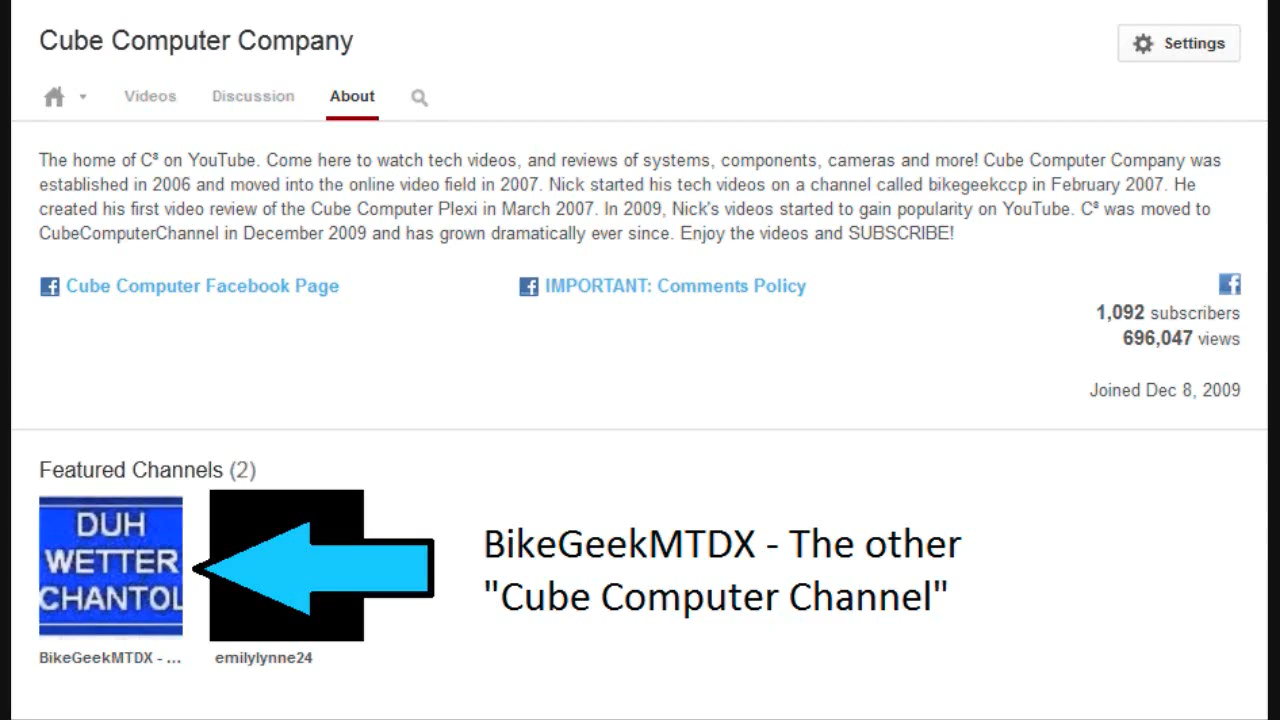 Cube Computer Company
Settings
Videos Discussion About
The home of C³ on YouTube. Come here to watch tech videos, and reviews of systems, components, cameras and more! Cube Computer Company was
established in 2006 and moved into the online video field in 2007. Nick started his tech videos on a channel called bikegeekccp in February 2007. He
created his first video review of the Cube Computer Plexi in March 2007. In 2009, Nick's videos started to gain popularity on YouTube. C³ was moved to
CubeComputerChannel in December 2009 and has grown dramatically ever since. Enjoy the videos and SUBSCRIBE!
Cube Computer Facebook Page
IMPORTANT: Comments Policy
1,092 subscribers
696,047 views
Joined Dec 8, 2009
Featured Channels (2)
DUH
WETTER
CHANTOL
BikeGeekMTDX - The other
"Cube Computer Channel"
BikeGeekMTDX - ...
emilylynne24